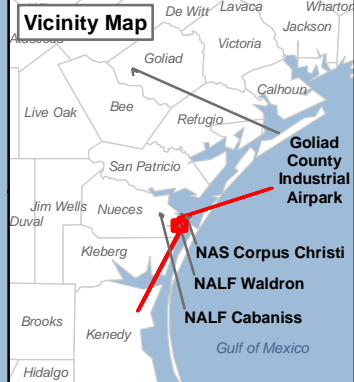 Vicinity Map
De Witt
Lavaca
Wharton
Jackson
Victoria
Goliad
Calhoun
Bee
Live Oak
Refugio
Goliad
County
Industrial
Airpark
San Patricio
Jim Wells
Nueces
Duval
Kleberg
NAS Corpus Christi
NALF Waldron
NALF Cabaniss
Brooks
Kenedy
Gulf of Mexico
Hidalgo